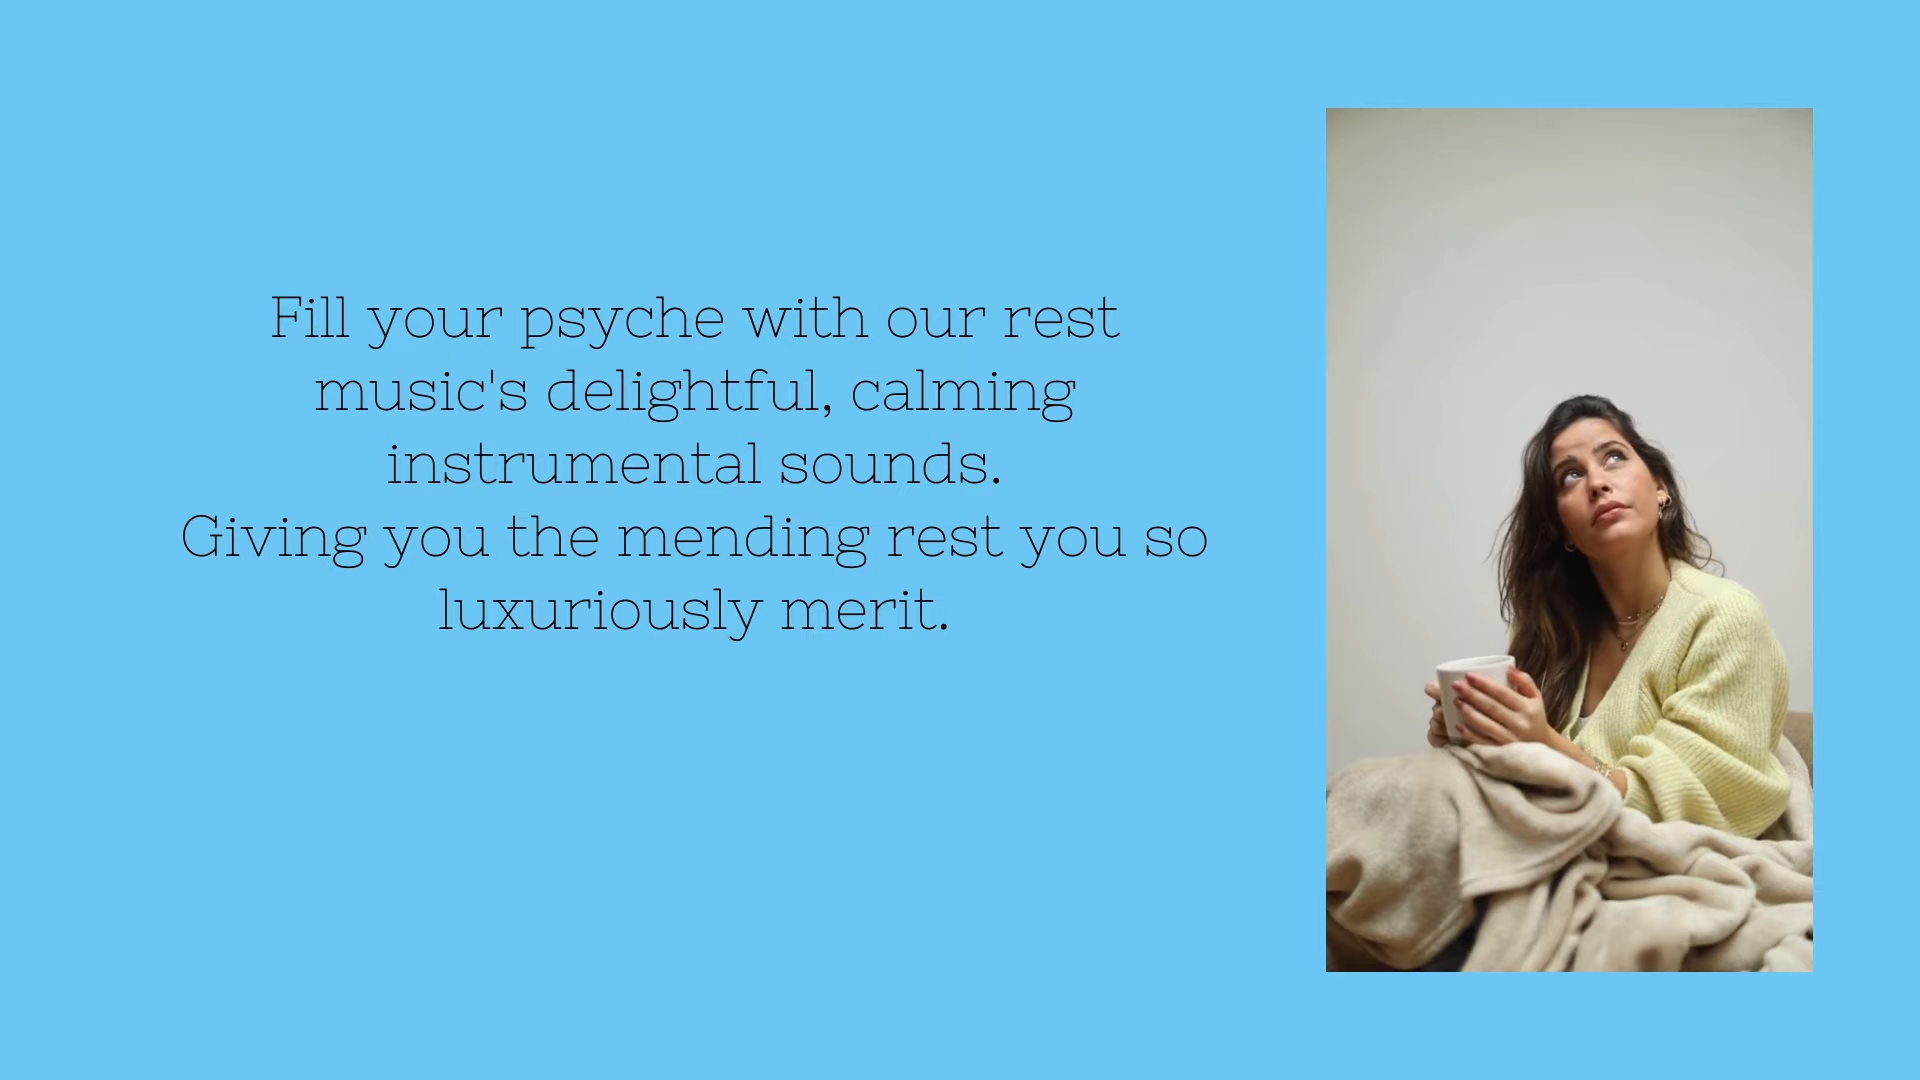 Fill your psyche with our rest
music's delightful, calming
instrumental sounds.
Giving you the mending rest you so
luxuriously merit.